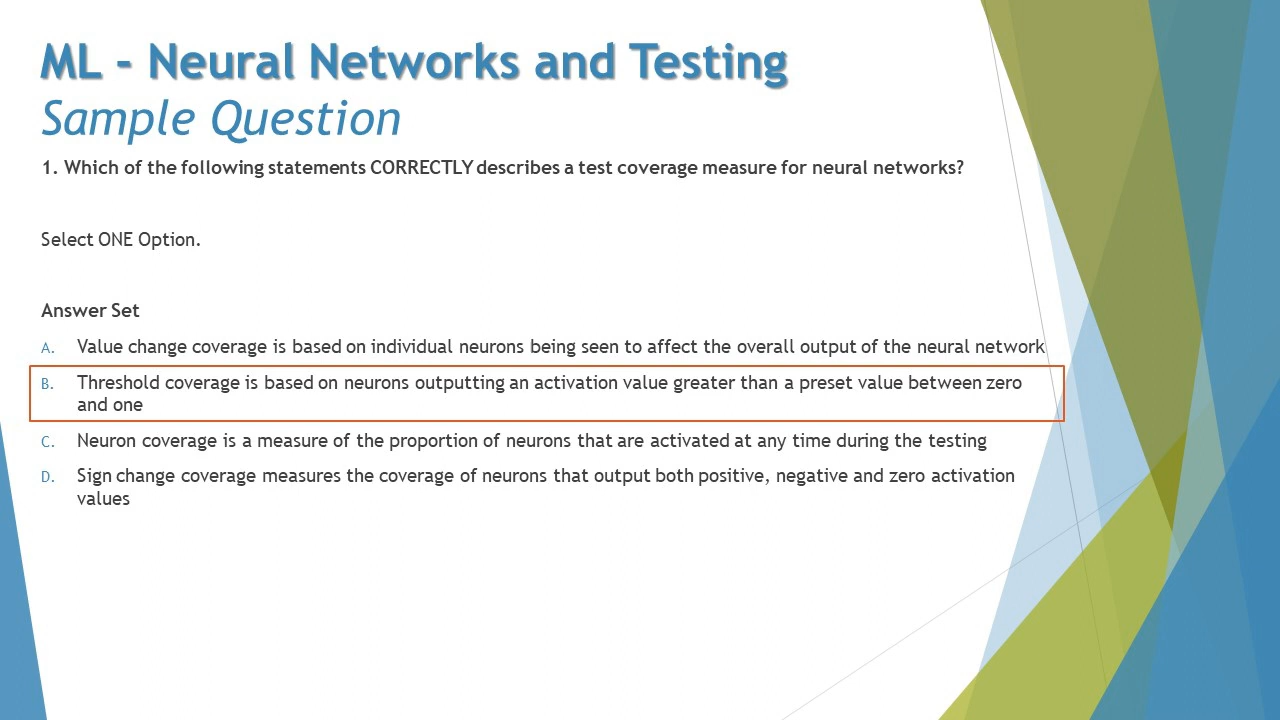 ML - Neural Networks and Testing
Sample Question
1. Which of the following statements CORRECTLY describes a test coverage measure for neural networks?
Select ONE Option.
Answer Set
A. Value change coverage is based on individual neurons being seen to affect the overall output of the neural network
B. Threshold coverage is based on neurons outputting an activation value greater than a preset value between zero
and one
C. Neuron coverage is a measure of the proportion of neurons that are activated at any time during the testing
D. Sign change coverage measures the coverage of neurons that output both positive, negative and zero activation
values